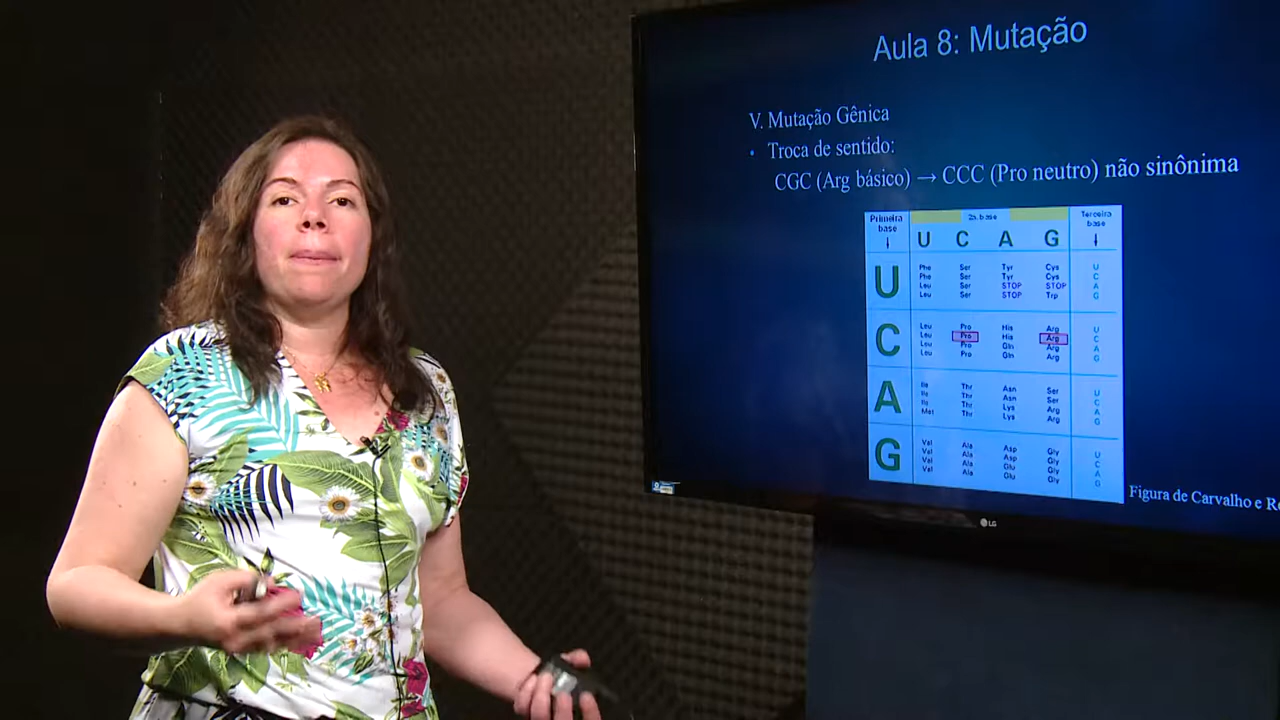 Aula 8: Mutação
V. Mutação Gênica
• Troca de sentido:
CGC (Arg básico) → CCC (Pro neutro) não sinônima
Primeira base 2a. base Terceira base
U C A G
U
Phe Ser Tyr Cys U
Phe Ser Tyr Cys C
Leu Ser STOP STOP A
Leu Ser STOP Trp G
C
Leu Pro His Arg U
Leu Pro His Arg C
Leu Pro Gln Arg A
Leu Pro Gln Arg G
A
Ile Thr Asn Ser U
Ile Thr Asn Ser C
Ile Thr Lys Arg A
Met Thr Lys Arg G
G
Val Ala Asp Gly U
Val Ala Asp Gly C
Val Ala Glu Gly A
Val Ala Glu Gly G
Figura de Carvalho e
LG